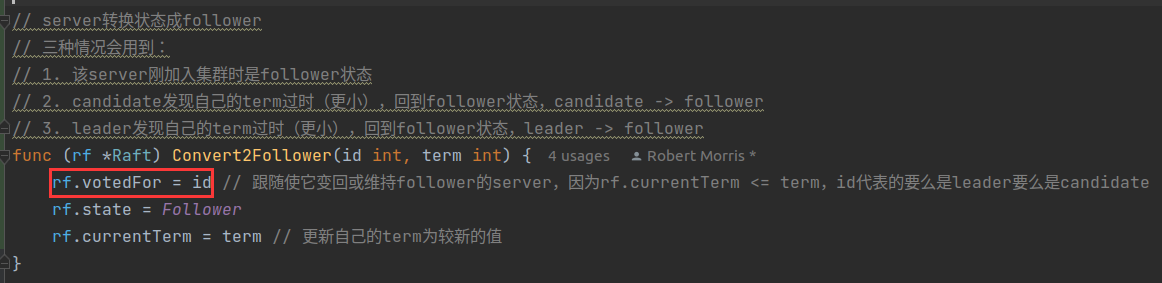 // server转换状态成follower
// 三种情况会用到：
// 1. 该server刚加入集群时是follower状态
// 2. candidate发现自己的term过时（更小），回到follower状态，candidate -> follower
// 3. leader发现自己的term过时（更小），回到follower状态，leader -> follower
func (rf *Raft) Convert2Follower(id int, term int) { 4 usages Robert Morris *
rf.votedFor = id // 跟随使它变回或维持follower的server，因为rf.currentTerm <= term，id代表的要么是leader要么是candidate
rf.state = Follower
rf.currentTerm = term // 更新自己的term为较新的值
}